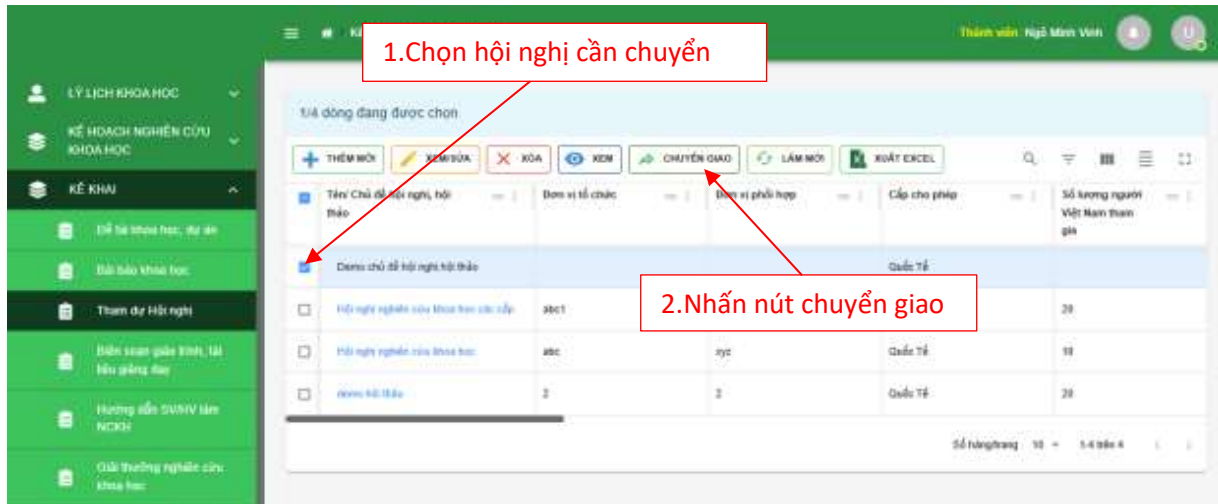 Thành viên Ngô Minh Vinh
1.Chọn hội nghị cần chuyển
LÝ LỊCH KHOA HỌC
KẾ HOẠCH NGHIÊN CỨU
KHOA HỌC
KÊ KHAI
Đề tài khoa học, dự án
Bài báo khoa học
Tham dự Hội nghị
Biên soạn giáo trình, tài
liệu giảng dạy
Hướng dẫn SV/HV làm
NCKH
Giải thưởng nghiên cứu
khoa học
1/4 dòng đang được chọn
THÊM MỚI XEM/SỬA XÓA XEM CHUYỂN GIAO LÀM MỚI XUẤT EXCEL
Tên/ Chủ đề hội nghị, hội
thảo
Đơn vị tổ chức
Đơn vị phối hợp
Cấp cho phép
Số lượng người
Việt Nam tham
gia
Demo chủ đề hội nghị hội thảo Quốc Tế
Hội nghị nghiên cứu khoa học các cấp abc1 20
2.Nhấn nút chuyển giao
Hội nghị nghiên cứu khoa học abc xyz Quốc Tế 10
demo hội thảo 2 2 Quốc Tế 20
Số hàng/trang 10 1-4 trên 4